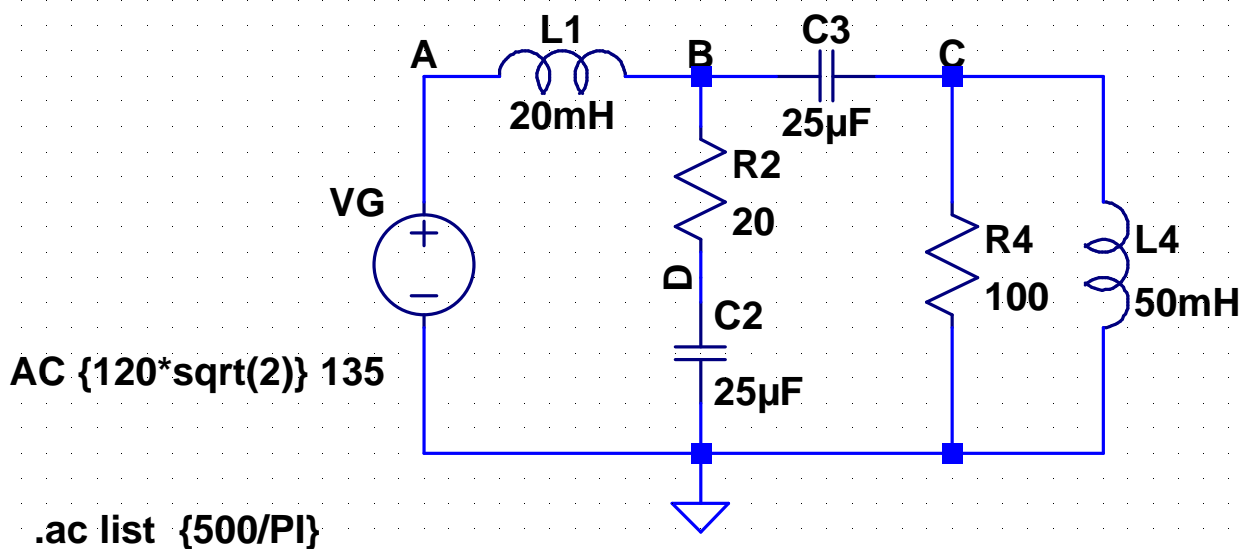 L1
C3
A
B
C
20mH
25µF
R2
VG
20
R4
L4
D
100
50mH
C2
AC {120*sqrt(2)} 135
25µF
.ac list {500/PI}